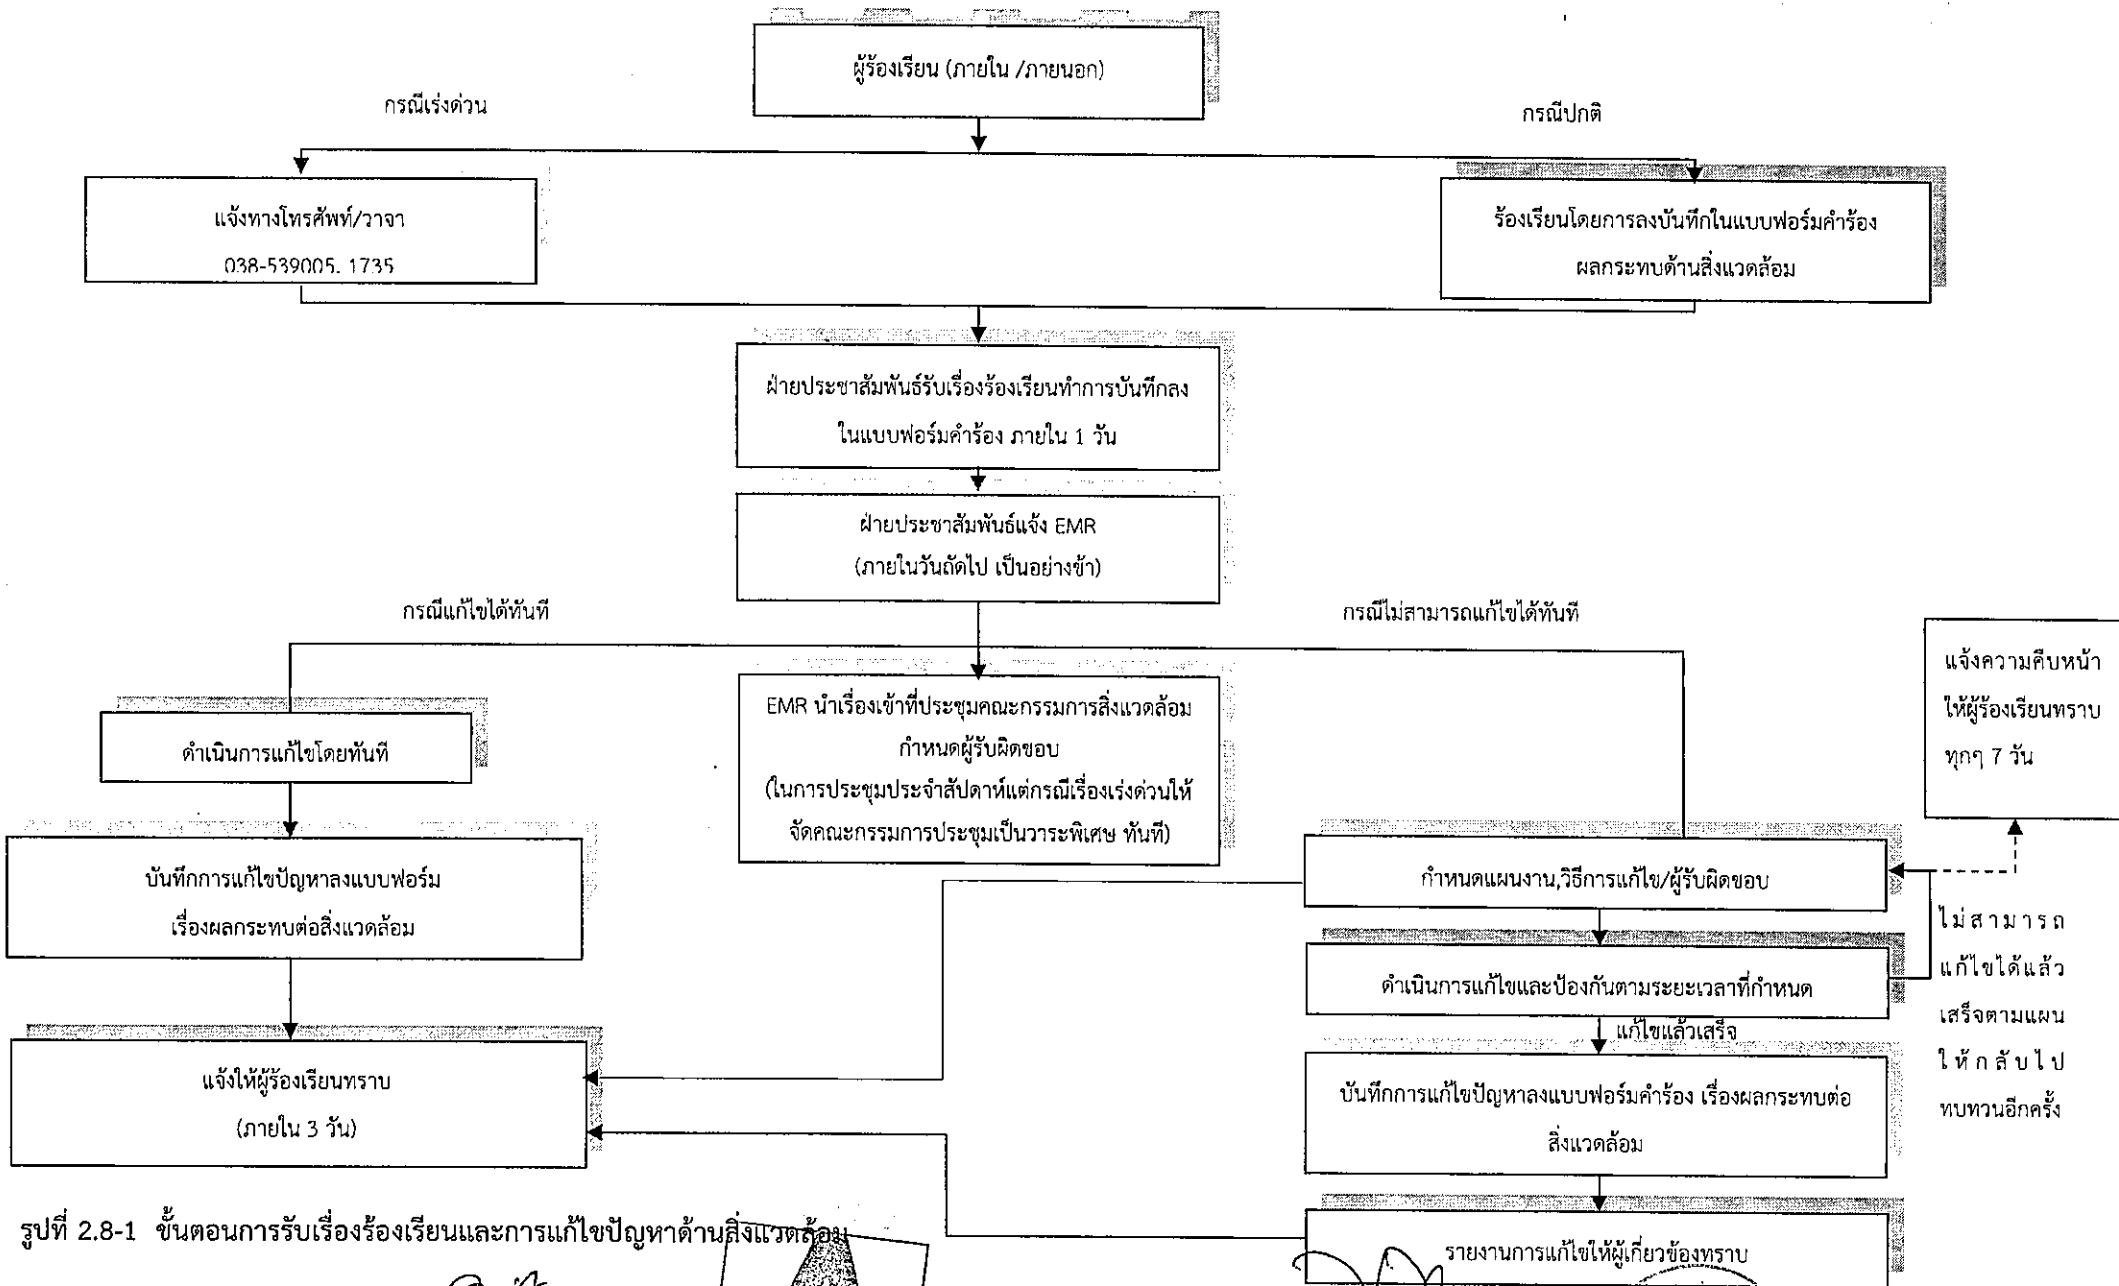 ผู้ร้องเรียน (ภายใน /ภายนอก)
กรณีเร่งด่วน
กรณีปกติ
แจ้งทางโทรศัพท์/วาจา
038-539005. 1735
ร้องเรียนโดยการลงบันทึกในแบบฟอร์มคำร้อง
ผลกระทบด้านสิ่งแวดล้อม
ฝ่ายประชาสัมพันธ์รับเรื่องร้องเรียนทำการบันทึกลง
ในแบบฟอร์มคำร้อง ภายใน 1 วัน
ฝ่ายประชาสัมพันธ์แจ้ง EMR
(ภายในวันถัดไป เป็นอย่างช้า)
กรณีแก้ไขได้ทันที
กรณีไม่สามารถแก้ไขได้ทันที
แจ้งความคืบหน้า
ให้ผู้ร้องเรียนทราบ
ทุกๆ 7 วัน
ดำเนินการแก้ไขโดยทันที
EMR นำเรื่องเข้าที่ประชุมคณะกรรมการสิ่งแวดล้อม
กำหนดผู้รับผิดชอบ
(ในการประชุมประจำสัปดาห์แต่กรณีเรื่องเร่งด่วนให้
จัดคณะกรรมการประชุมเป็นวาระพิเศษ ทันที)
บันทึกการแก้ไขปัญหาลงแบบฟอร์ม
เรื่องผลกระทบต่อสิ่งแวดล้อม
กำหนดแผนงาน,วิธีการแก้ไข/ผู้รับผิดชอบ
ไม่สามารถ
แก้ไขได้แล้ว
เสร็จตามแผน
ให้กลับไป
ทบทวนอีกครั้ง
ดำเนินการแก้ไขและป้องกันตามระยะเวลาที่กำหนด
แก้ไขแล้วเสร็จ
แจ้งให้ผู้ร้องเรียนทราบ
(ภายใน 3 วัน)
บันทึกการแก้ไขปัญหาลงแบบฟอร์มคำร้อง เรื่องผลกระทบต่อ
สิ่งแวดล้อม
รายงานการแก้ไขให้ผู้เกี่ยวข้องทราบ
รูปที่ 2.8-1 ขั้นตอนการรับเรื่องร้องเรียนและการแก้ไขปัญหาด้านสิ่งแวดล้อม